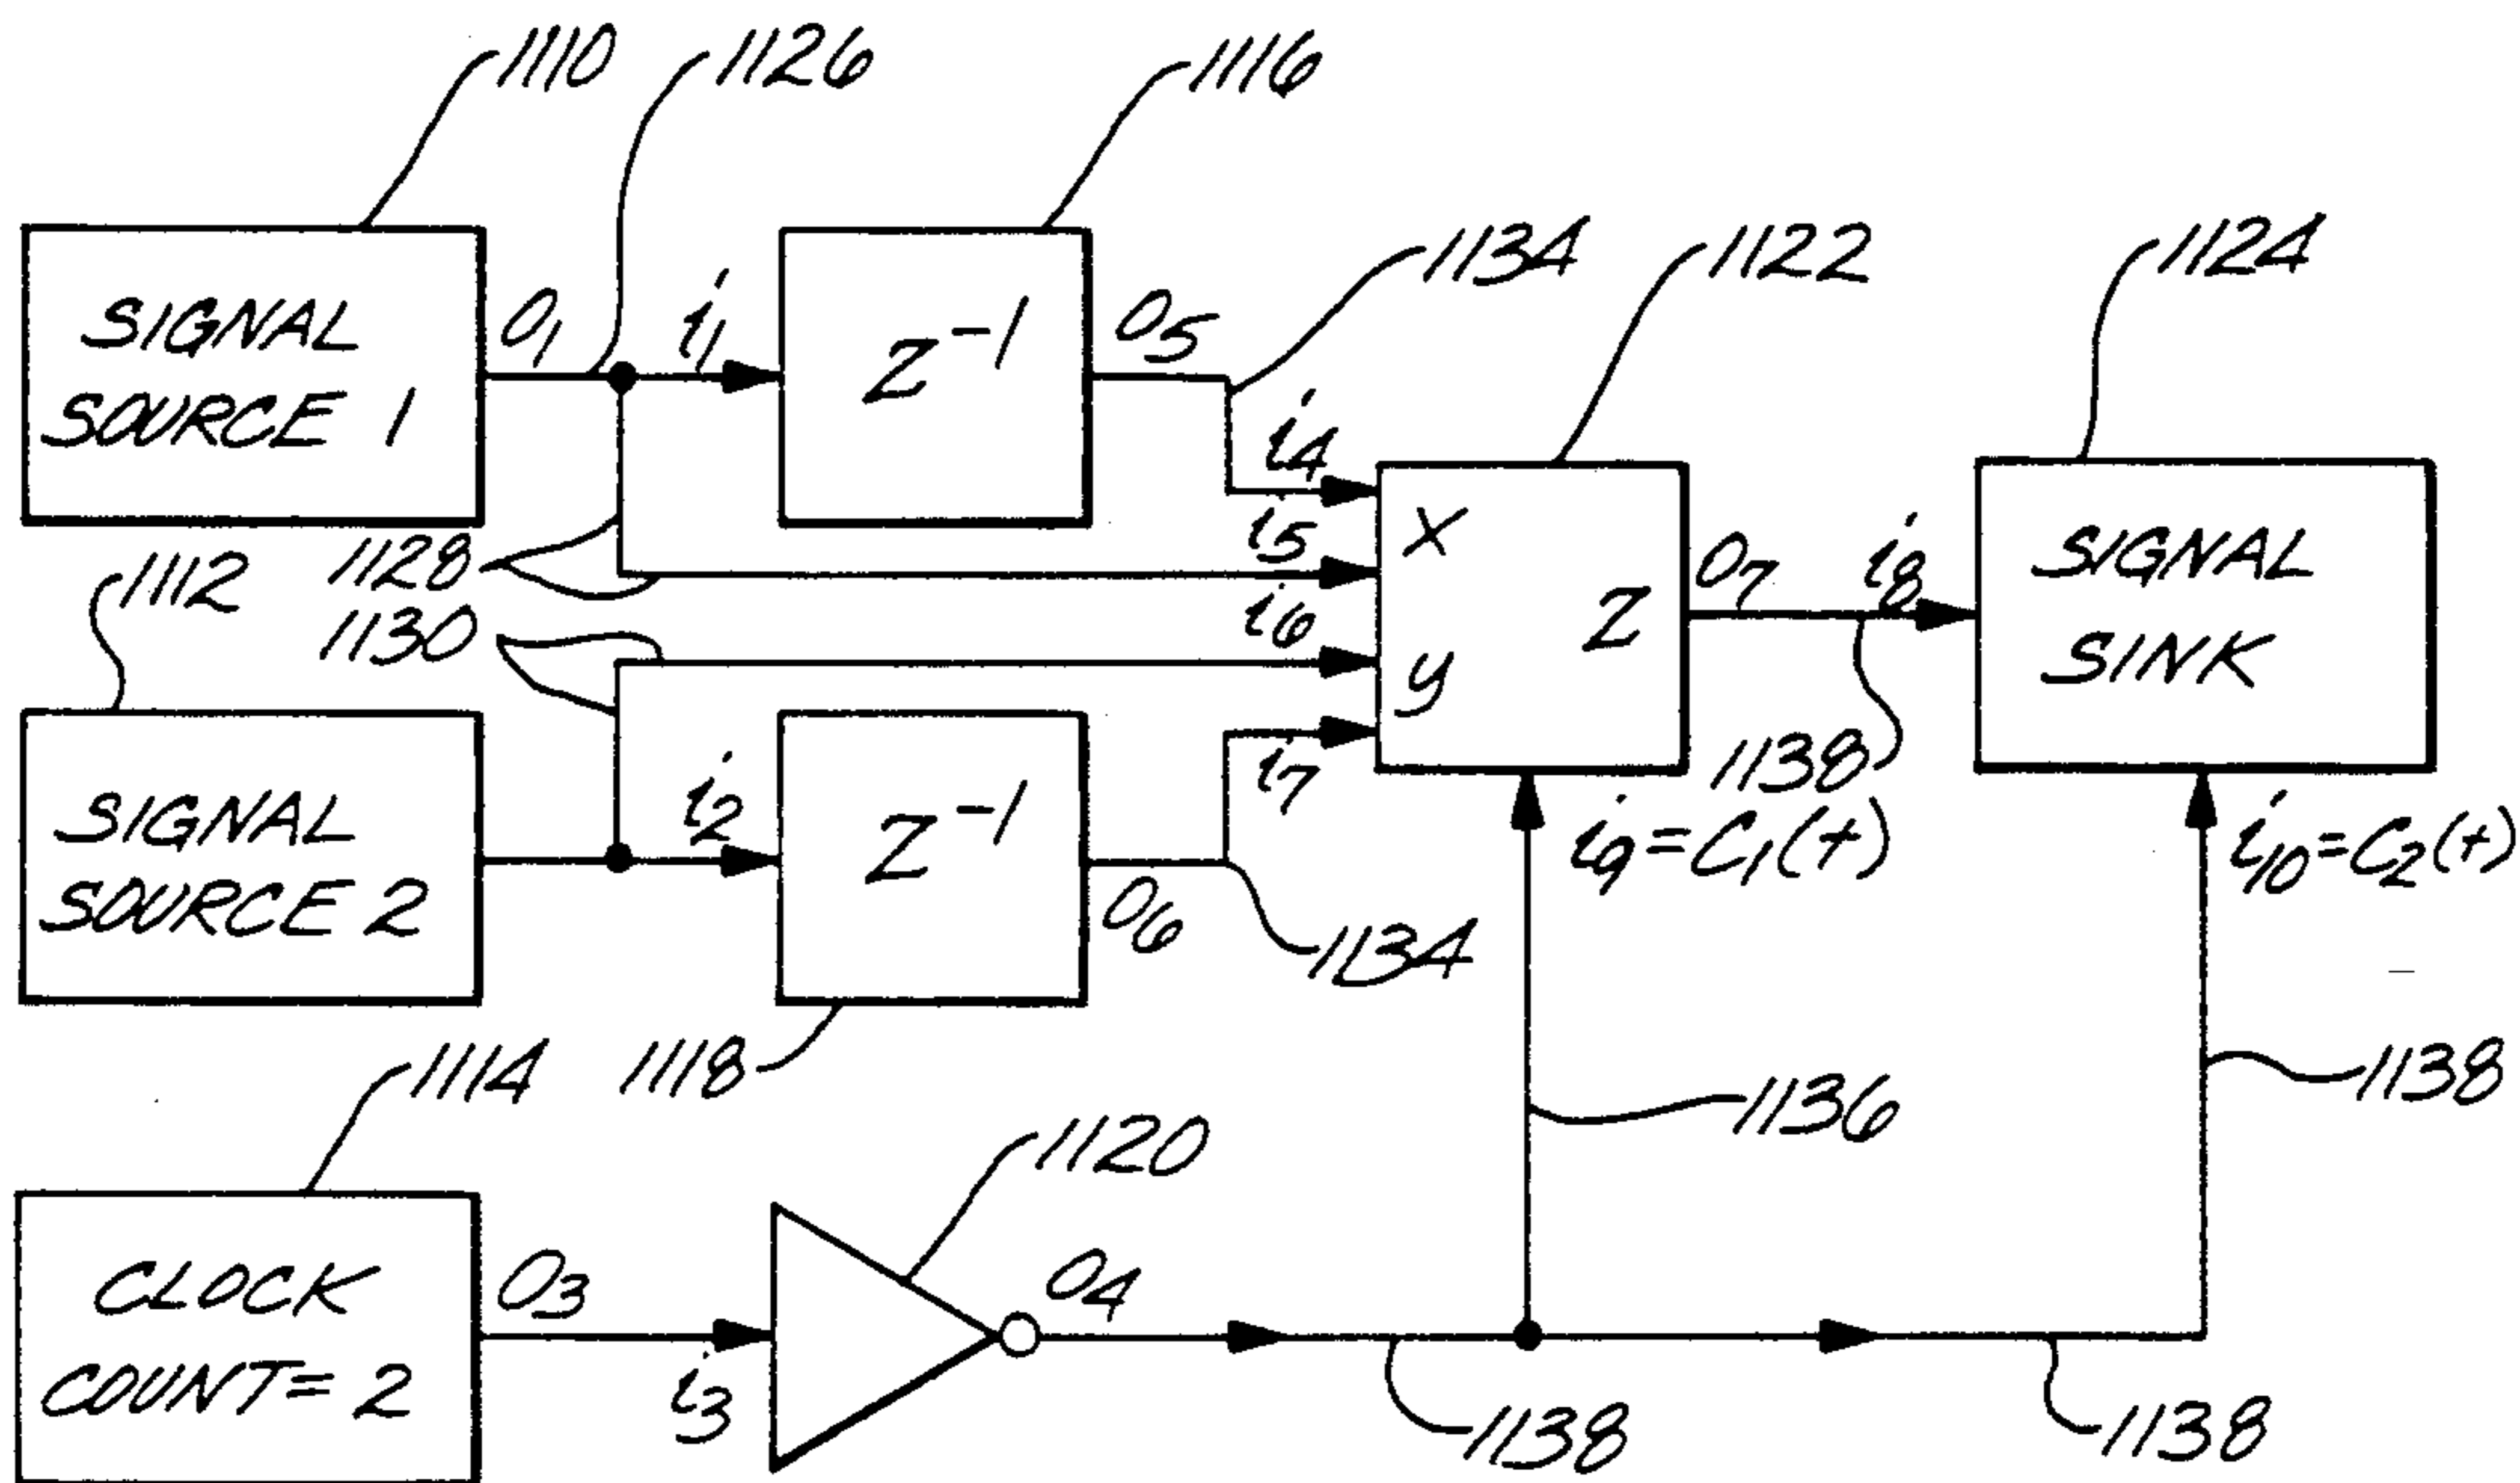 1110
1126
1116
1134
1122
1124
SIGNAL
SOURCE 1
O1
i1
Z-1
O5
i4
i5
i6
i7
X
y
Z
O7
i8
SIGNAL
SINK
1128
1130
1112
1138
SIGNAL
SOURCE 2
i2
Z-1
O6
1134
i9=C1(t)
i10=C2(t)
1114
1118
1120
1136
1138
CLOCK
COUNT=2
O3
i3
O4
1138
1138